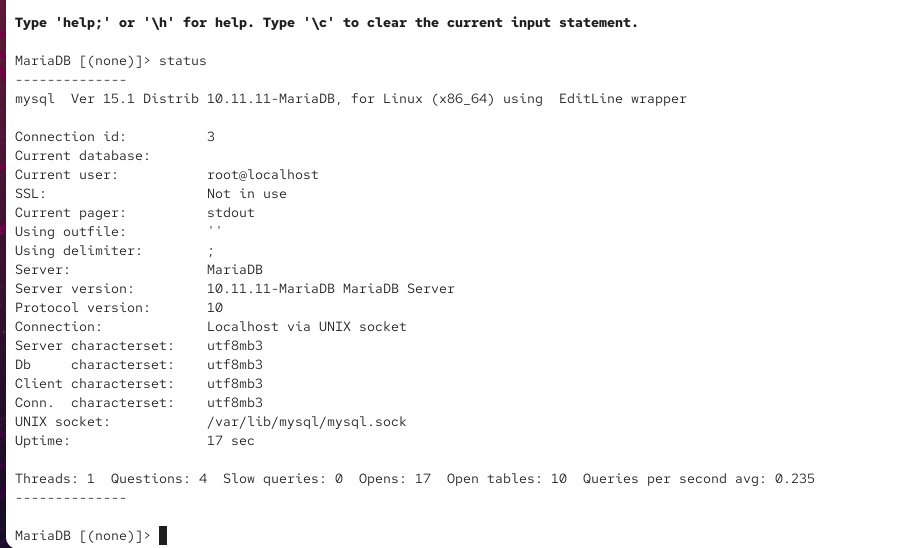 Type 'help;' or '\h' for help. Type '\c' to clear the current input statement.
MariaDB [(none)]> status
--------------
mysql  Ver 15.1 Distrib 10.11.11-MariaDB, for Linux (x86_64) using  EditLine wrapper
Connection id:          3
Current database:
Current user:           root@localhost
SSL:                    Not in use
Current pager:          stdout
Using outfile:          ''
Using delimiter:        ;
Server:                 MariaDB
Server version:         10.11.11-MariaDB MariaDB Server
Protocol version:       10
Connection:             Localhost via UNIX socket
Server characterset:    utf8mb3
Db     characterset:    utf8mb3
Client characterset:    utf8mb3
Conn.  characterset:    utf8mb3
UNIX socket:            /var/lib/mysql/mysql.sock
Uptime:                 17 sec
Threads: 1  Questions: 4  Slow queries: 0  Opens: 17  Open tables: 10  Queries per second avg: 0.235
--------------
MariaDB [(none)]>